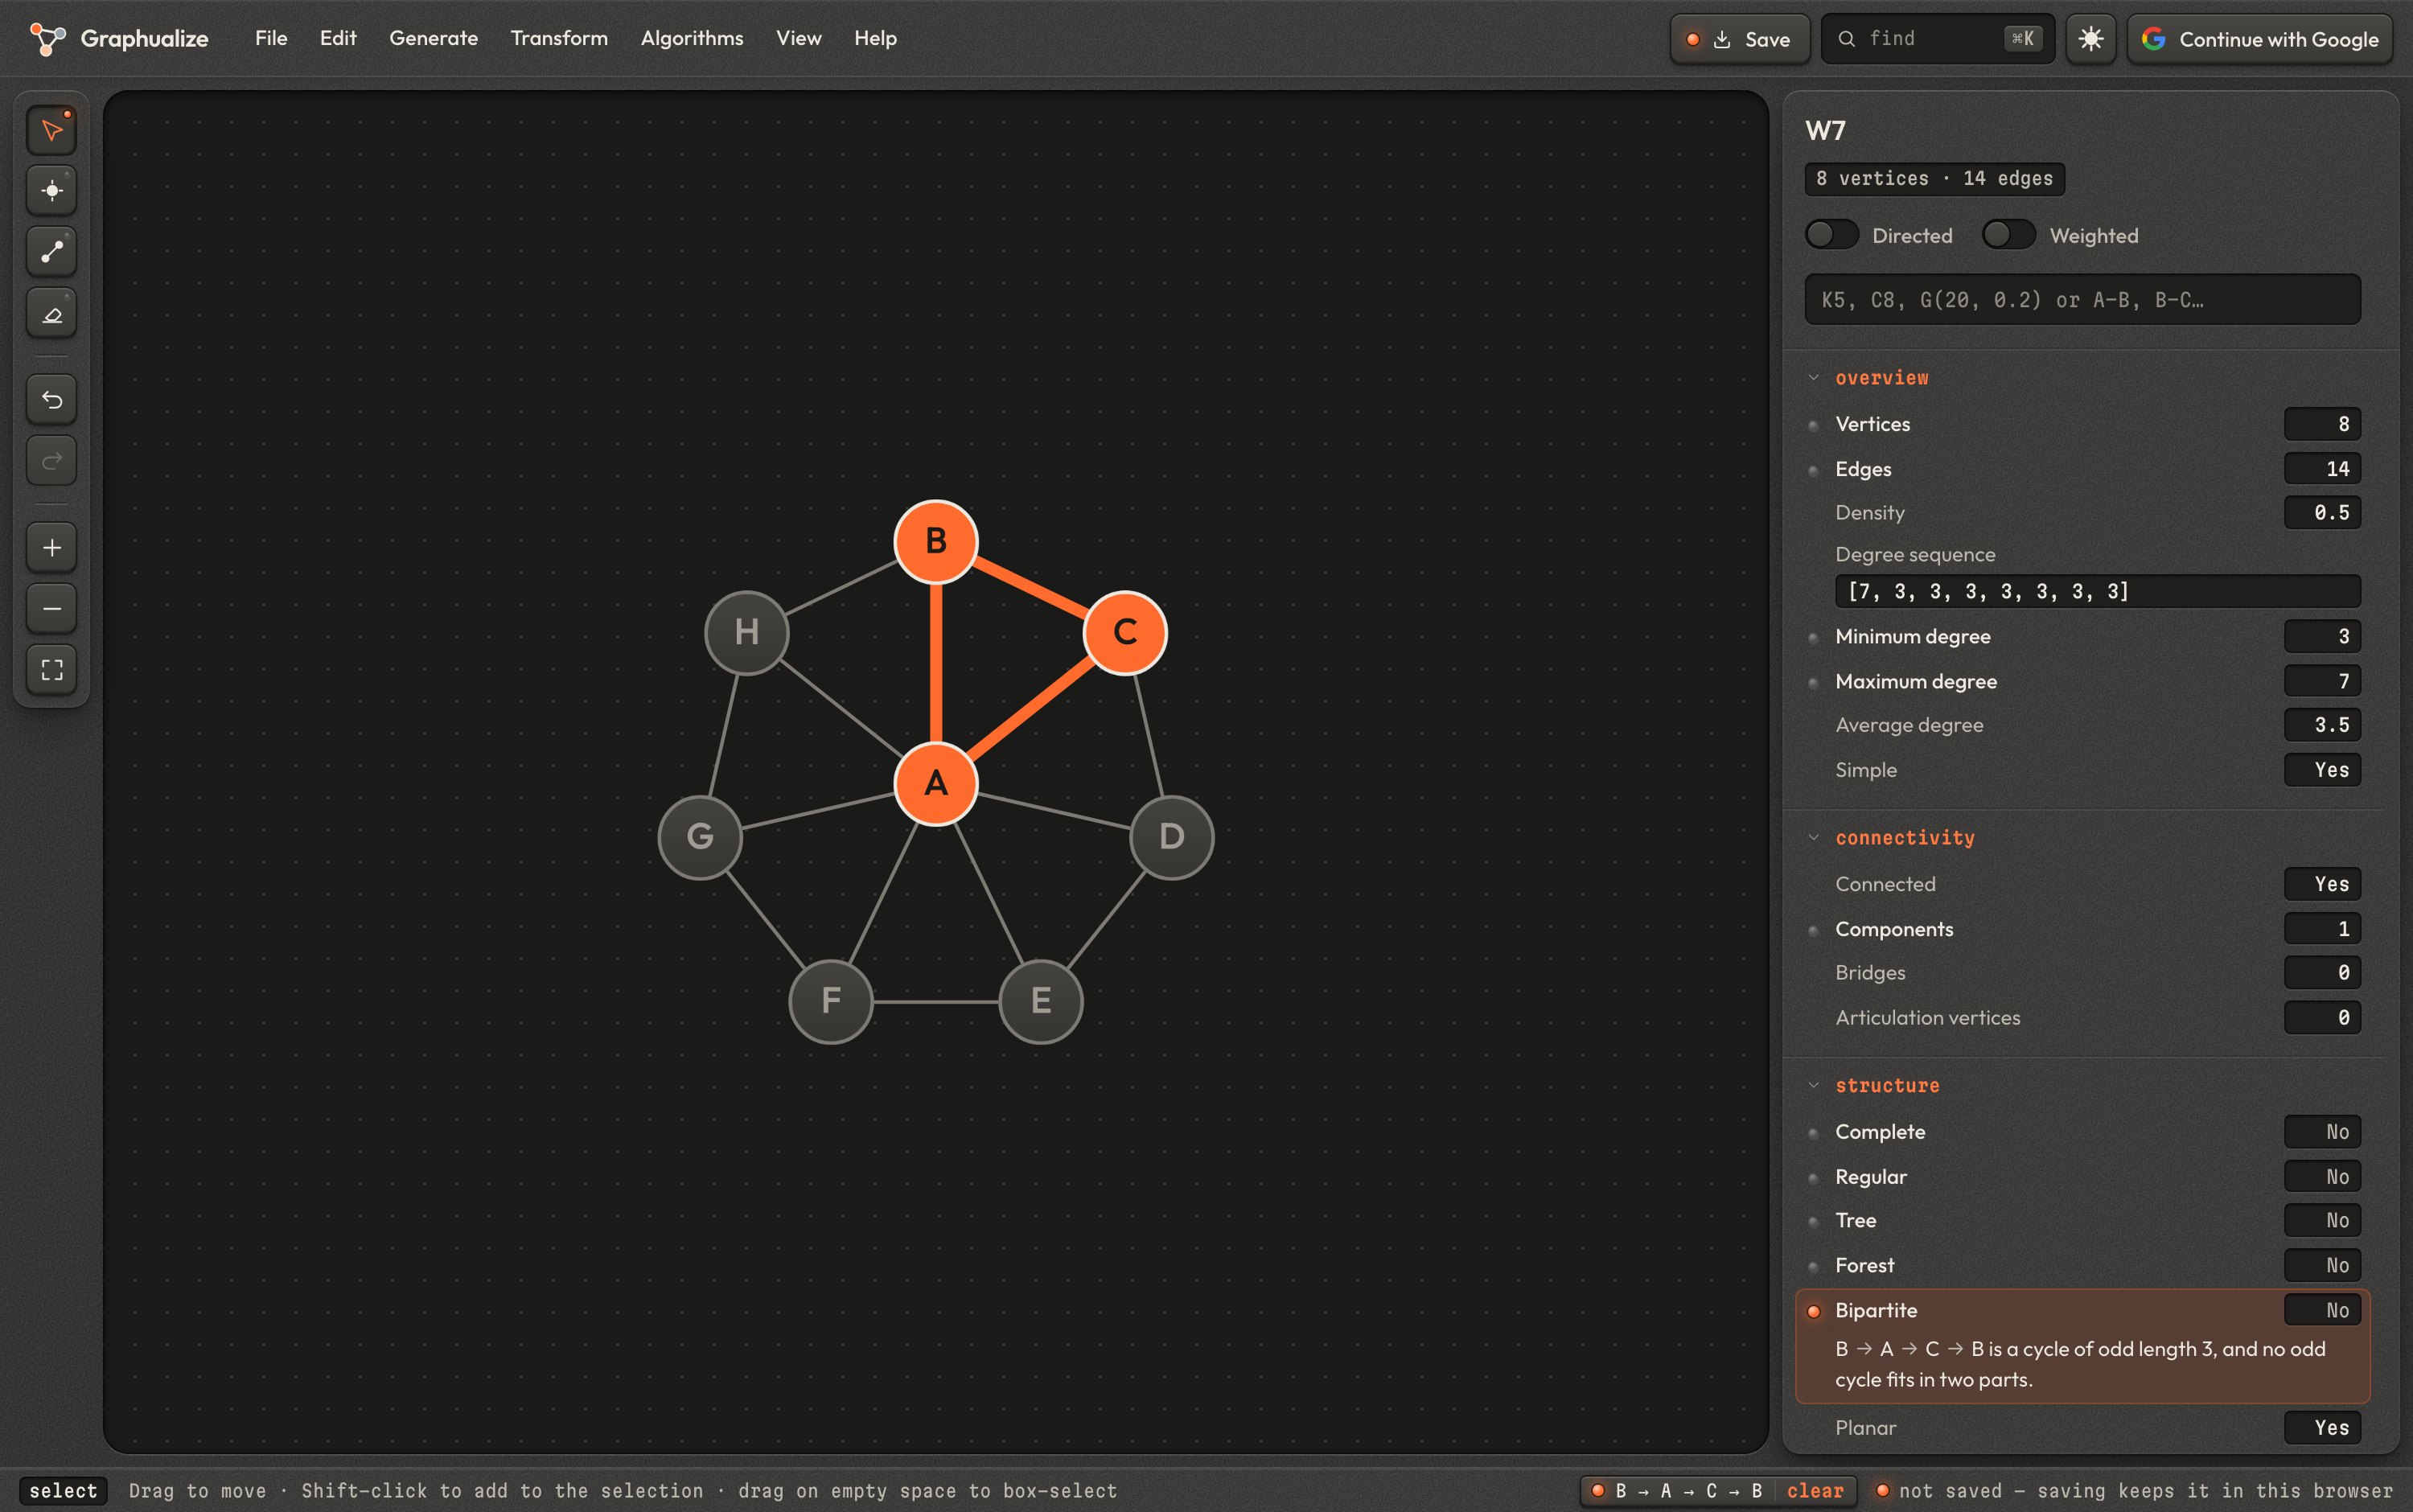 Graphualize File Edit Generate Transform Algorithms View Help Save find ⌘K Continue with Google
W7
8 vertices · 14 edges
Directed Weighted
K5, C8, G(20, 0.2) or A-B, B-C…
overview
Vertices 8
Edges 14
Density 0.5
Degree sequence
[7, 3, 3, 3, 3, 3, 3, 3]
Minimum degree 3
Maximum degree 7
Average degree 3.5
Simple Yes
connectivity
Connected Yes
Components 1
Bridges 0
Articulation vertices 0
structure
Complete No
Regular No
Tree No
Forest No
Bipartite No
B → A → C → B is a cycle of odd length 3, and no odd
cycle fits in two parts.
Planar Yes
B
H
C
A
G
D
F
E
select Drag to move · Shift-click to add to the selection · drag on empty space to box-select B → A → C → B clear not saved — saving keeps it in this browser